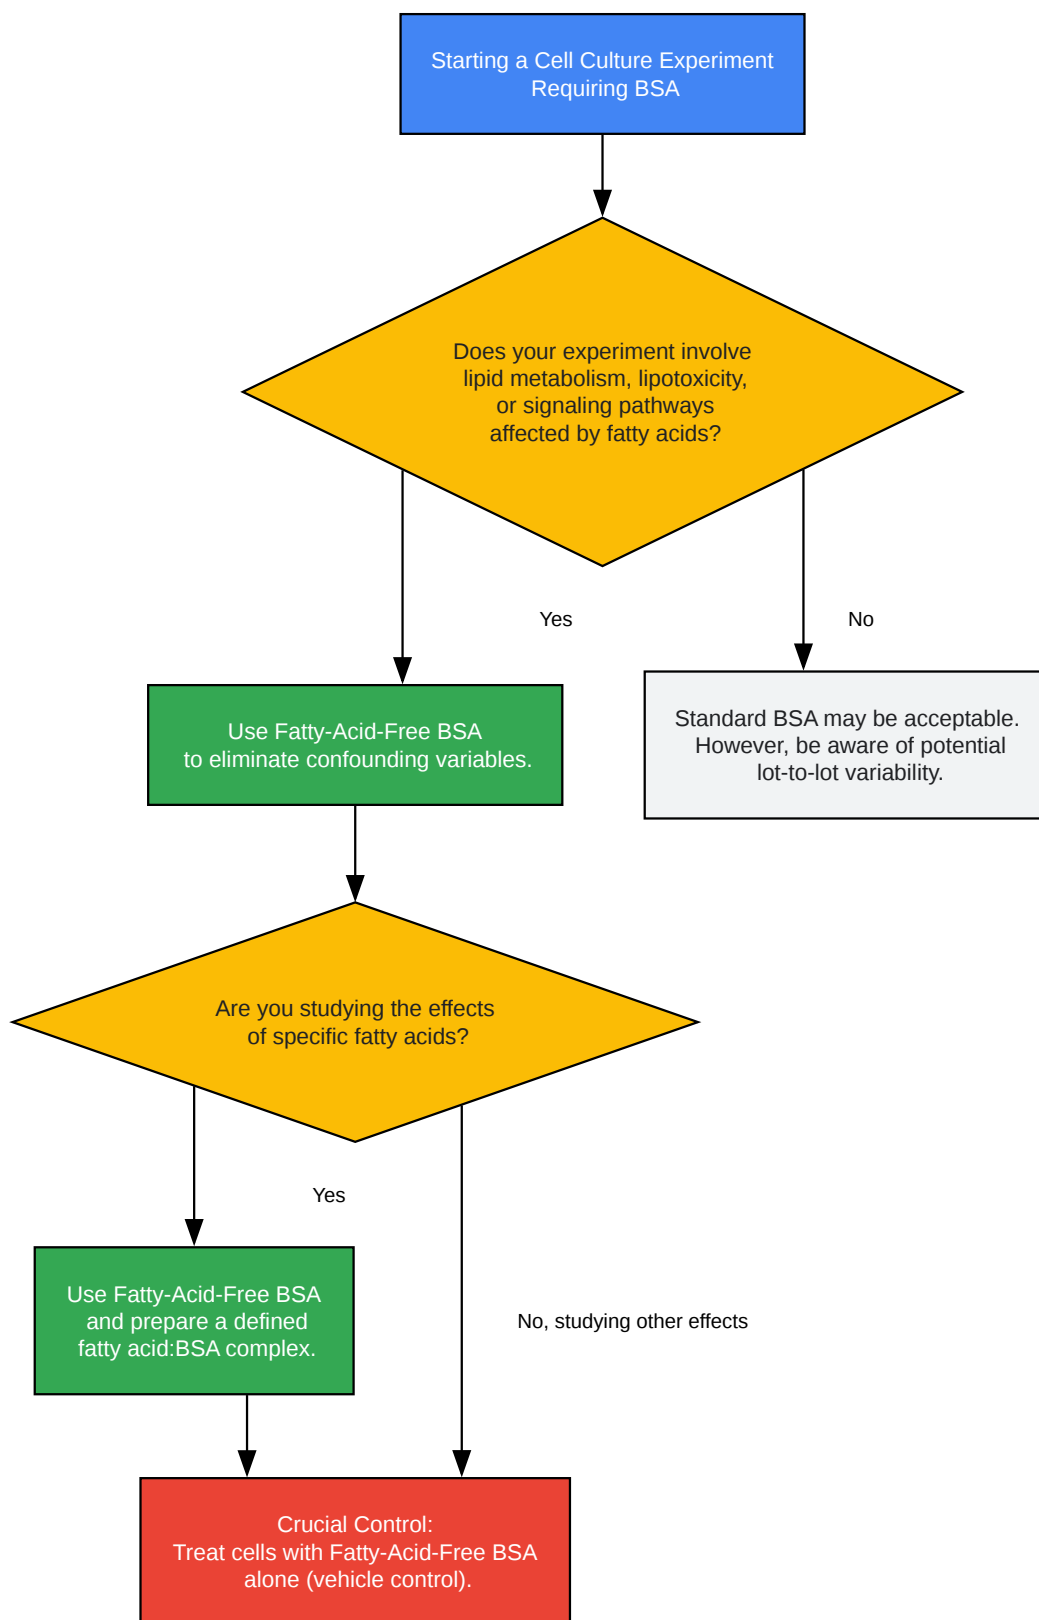 Starting a Cell Culture Experiment
Requiring BSA
Does your experiment involve
lipid metabolism, lipotoxicity,
or signaling pathways
affected by fatty acids?
Yes
No
Use Fatty-Acid-Free BSA
to eliminate confounding variables.
Standard BSA may be acceptable.
However, be aware of potential
lot-to-lot variability.
Are you studying the effects
of specific fatty acids?
Yes
Use Fatty-Acid-Free BSA
and prepare a defined
fatty acid:BSA complex.
No, studying other effects
Crucial Control:
Treat cells with Fatty-Acid-Free BSA
alone (vehicle control).